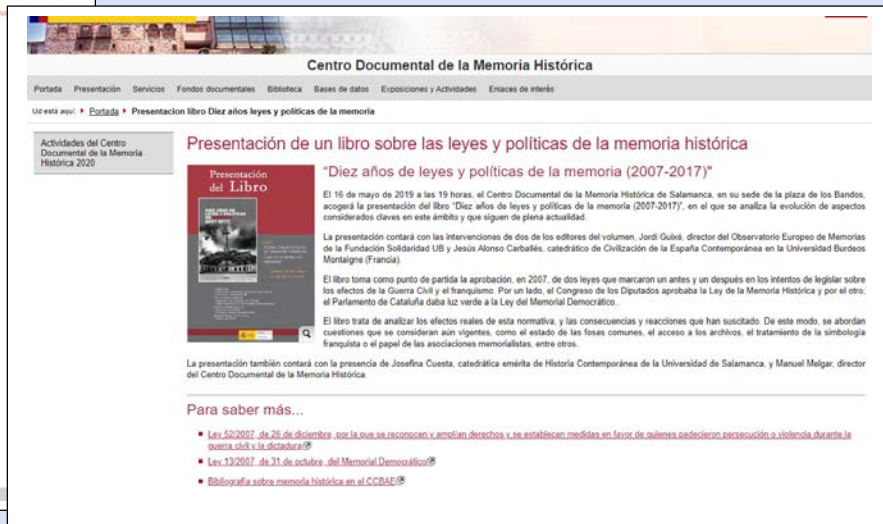 Centro Documental de la Memoria Histórica
Portada Presentación Servicios Fondos documentales Biblioteca Bases de datos Exposiciones y Actividades Enlaces de interés
Ud está aquí: Portada Presentacion libro Diez años leyes y políticas de la memoria
Actividades del Centro
Documental de la Memoria
Histórica 2020
Presentación de un libro sobre las leyes y políticas de la memoria histórica
Presentación
del Libro
"Diez años de leyes y políticas de la memoria (2007-2017)"
El 16 de mayo de 2019 a las 19 horas, el Centro Documental de la Memoria Histórica de Salamanca, en su sede de la plaza de los Bandos,
acogerá la presentación del libro "Diez años de leyes y políticas de la memoria (2007-2017)", en el que se analiza la evolución de aspectos
considerados claves en este ámbito y que siguen de plena actualidad.
La presentación contará con las intervenciones de dos de los editores del volumen, Jordi Guixé, director del Observatorio Europeo de Memorias
de la Fundación Solidaridad UB y Jesús Alonso Carballés, catedrático de Civilización de la España Contemporánea en la Universidad Burdeos
Montaigne (Francia).
El libro toma como punto de partida la aprobación, en 2007, de dos leyes que marcaron un antes y un después en los intentos de legislar sobre
los efectos de la Guerra Civil y el franquismo. Por un lado, el Congreso de los Diputados aprobaba la Ley de la Memoria Histórica y por el otro,
el Parlamento de Cataluña daba luz verde a la Ley del Memorial Democrático.
El libro trata de analizar los efectos reales de esta normativa, y las consecuencias y reacciones que han suscitado. De este modo, se abordan
cuestiones que se consideran aún vigentes, como el estado de las fosas comunes, el acceso a los archivos, el tratamiento de la simbología
franquista o el papel de las asociaciones memorialistas, entre otros.
La presentación también contará con la presencia de Josefina Cuesta, catedrática emérita de Historia Contemporánea de la Universidad de Salamanca, y Manuel Melgar, director
del Centro Documental de la Memoria Histórica.
Para saber más...
Ley 52/2007, de 26 de diciembre, por la que se reconocen y amplían derechos y se establecen medidas en favor de quienes padecieron persecución o violencia durante la
guerra civil y la dictadura
Ley 13/2007, de 31 de octubre, del Memorial Democrático
Bibliografía sobre memoria histórica en el CCBAE